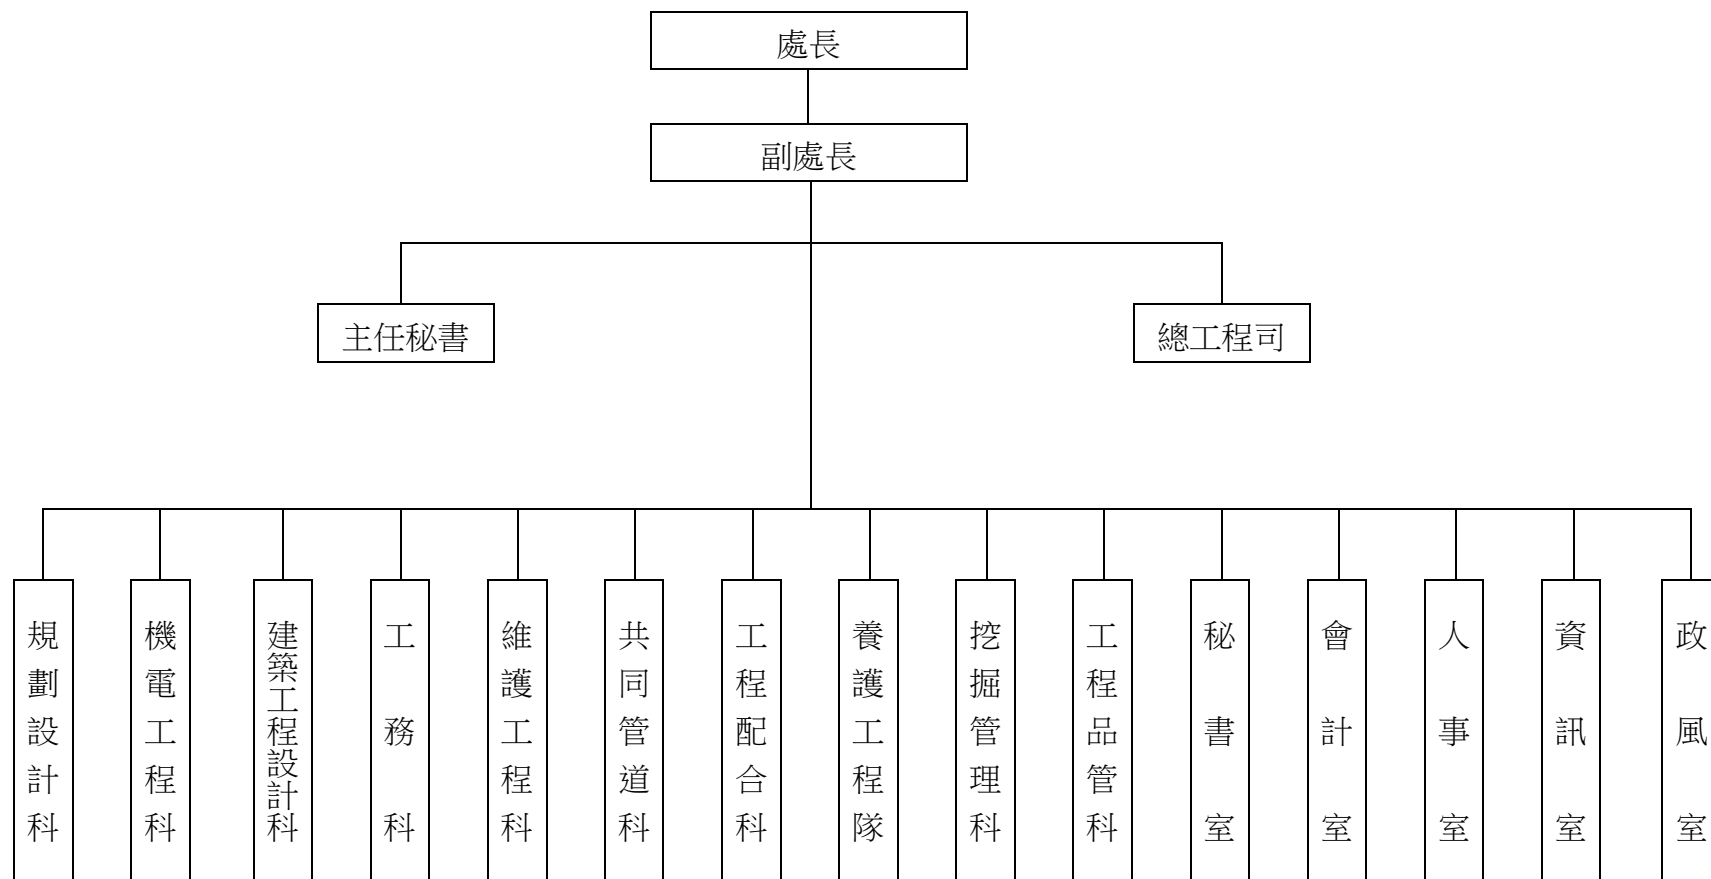 處長
副處長
主任秘書
總工程司
規劃設計科
機電工程科
建築工程設計科
工務科
維護工程科
共同管道科
工程配合科
養護工程隊
挖掘管理科
工程品管科
秘書室
會計室
人事室
資訊室
政風室